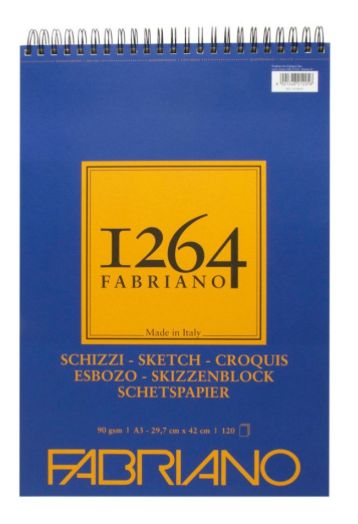 1264
FABRIANO
Made in Italy
SCHIZZI - SKETCH - CROQUIS
ESBOZO - SKIZZENBLOCK
SCHETSPAPIER
90 gsm | A3 - 29,7 cm x 42 cm | 120
FABRIANO